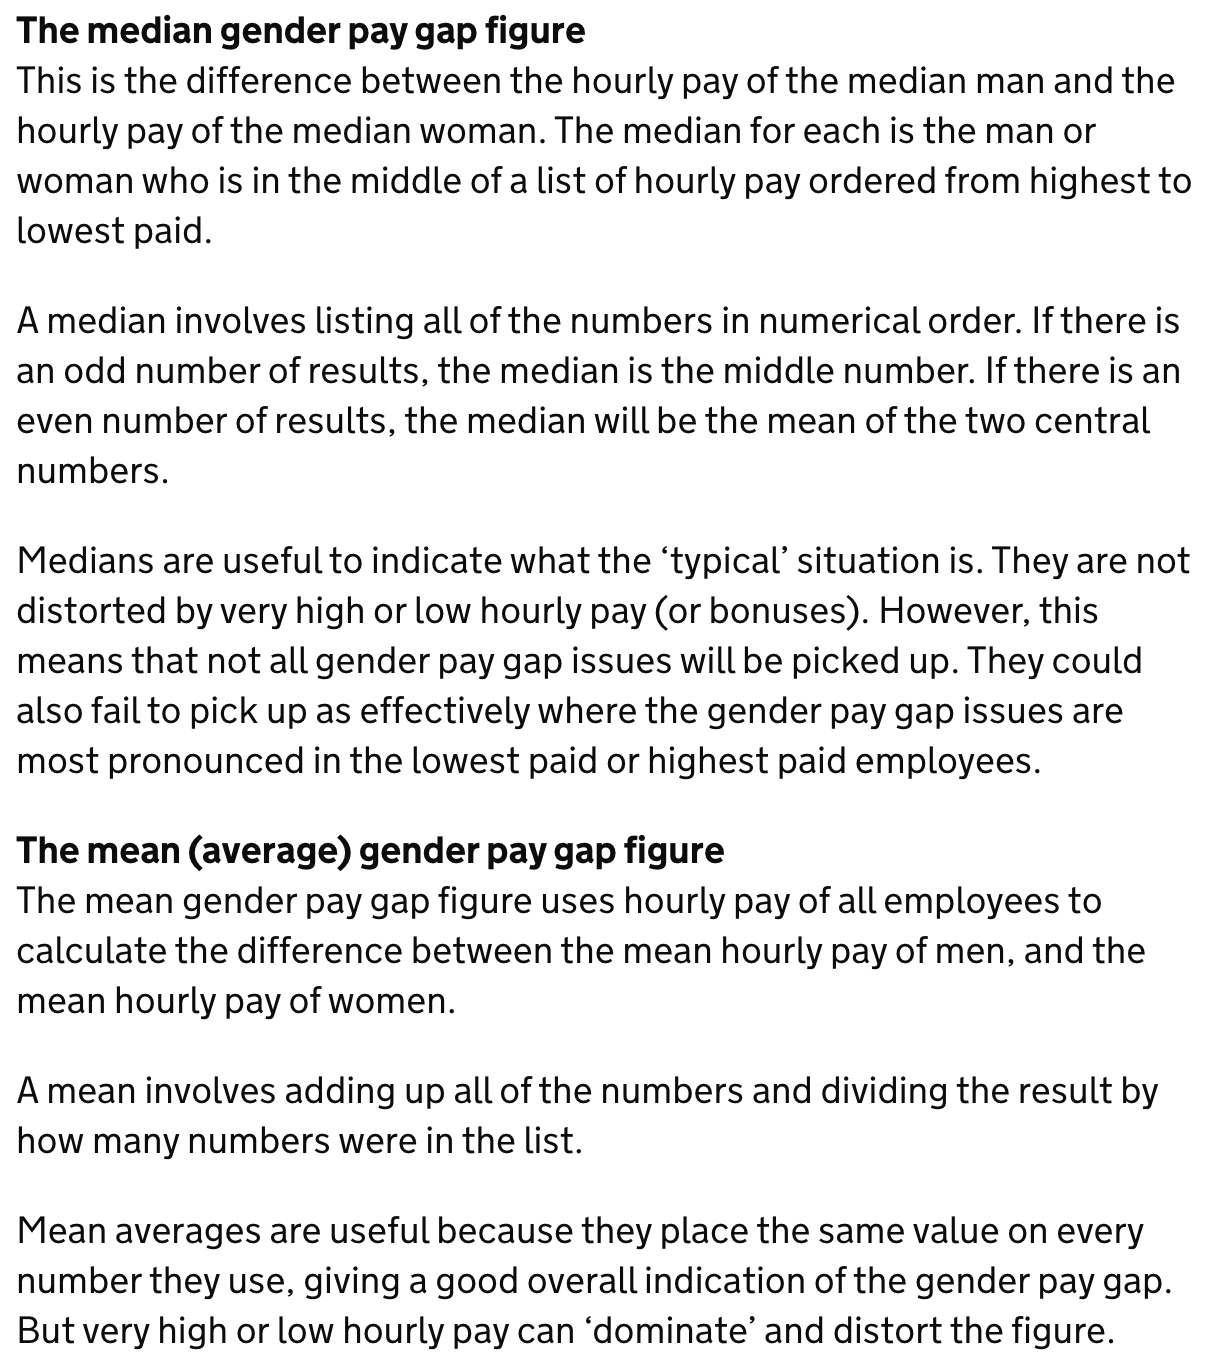 The median gender pay gap figure
This is the difference between the hourly pay of the median man and the
hourly pay of the median woman. The median for each is the man or
woman who is in the middle of a list of hourly pay ordered from highest to
lowest paid.
A median involves listing all of the numbers in numerical order. If there is
an odd number of results, the median is the middle number. If there is an
even number of results, the median will be the mean of the two central
numbers.
Medians are useful to indicate what the ‘typical’ situation is. They are not
distorted by very high or low hourly pay (or bonuses). However, this
means that not all gender pay gap issues will be picked up. They could
also fail to pick up as effectively where the gender pay gap issues are
most pronounced in the lowest paid or highest paid employees.
The mean (average) gender pay gap figure
The mean gender pay gap figure uses hourly pay of all employees to
calculate the difference between the mean hourly pay of men, and the
mean hourly pay of women.
A mean involves adding up all of the numbers and dividing the result by
how many numbers were in the list.
Mean averages are useful because they place the same value on every
number they use, giving a good overall indication of the gender pay gap.
But very high or low hourly pay can ‘dominate’ and distort the figure.